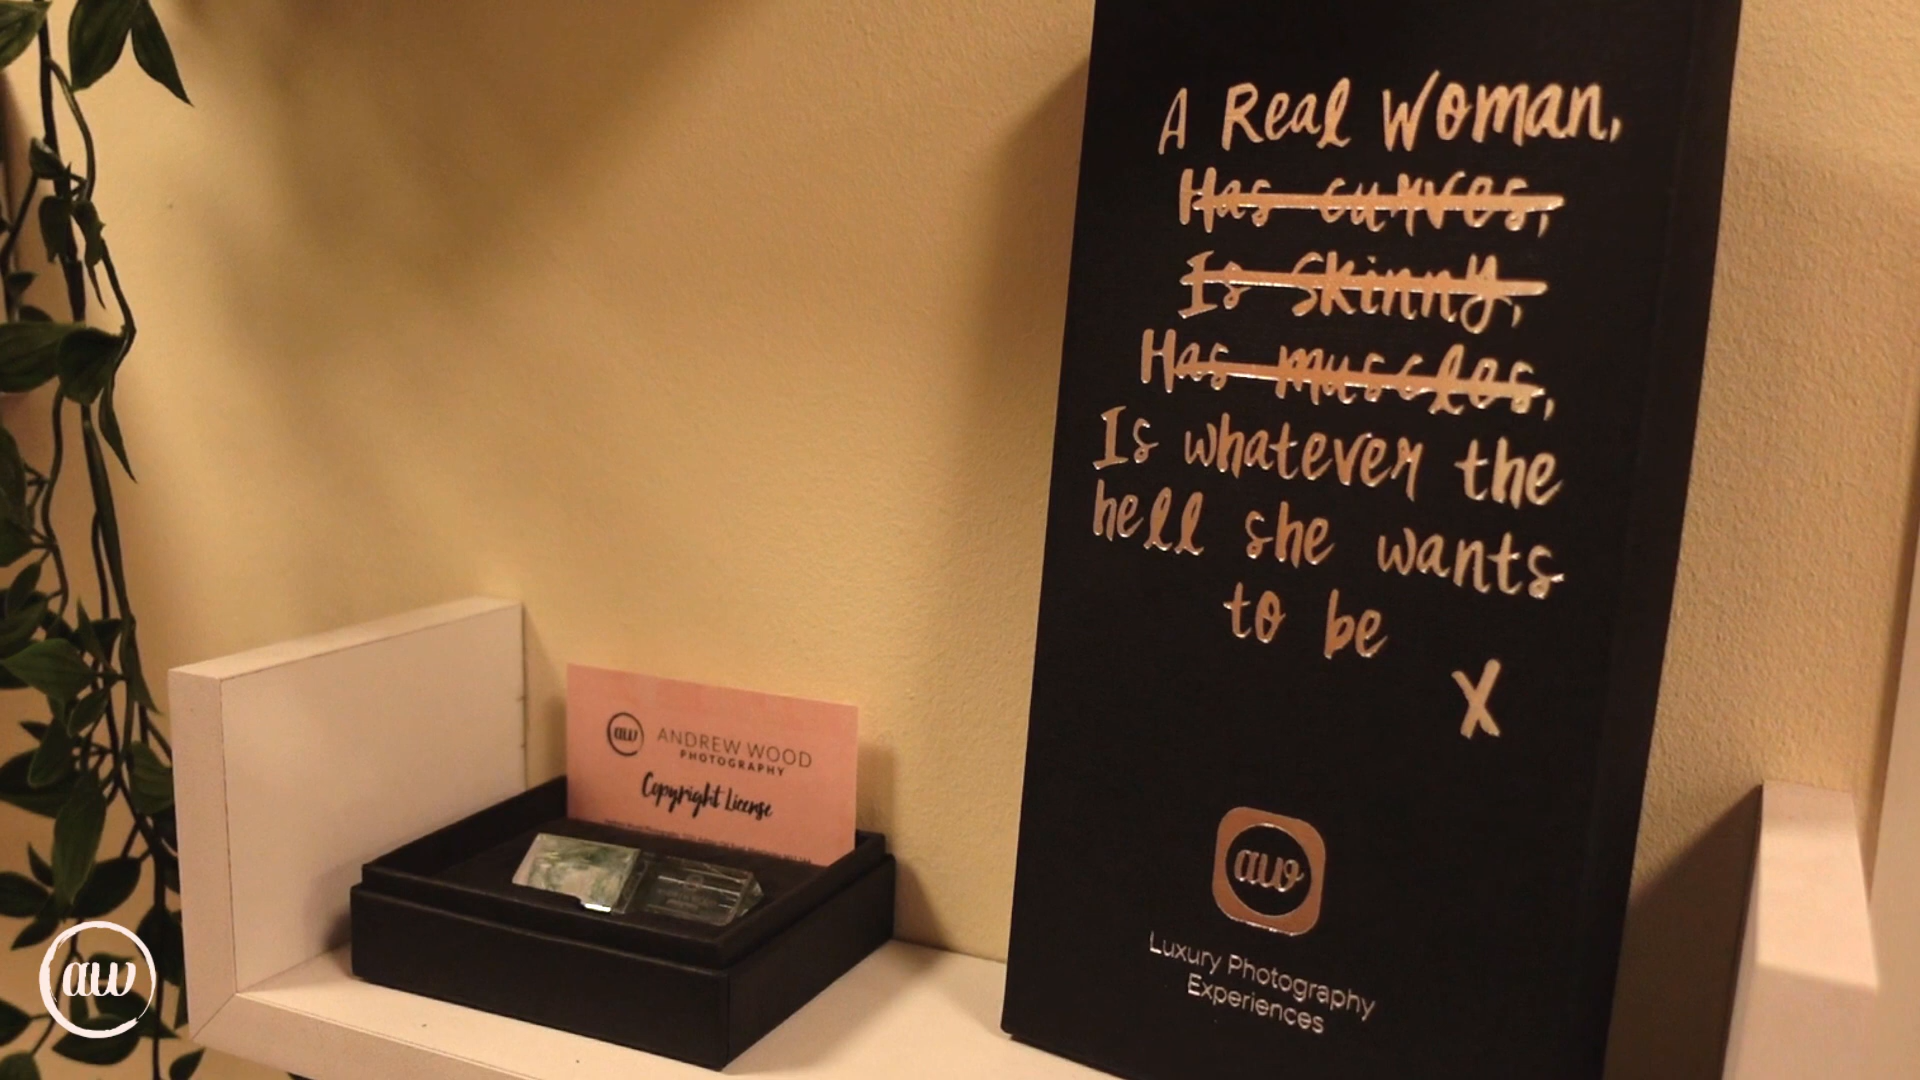 A Real Woman,
Has curves,
Is Skinny,
Has muscles,
Is whatever the
hell she wants
to be
X
aw
Luxury Photography
Experiences
aw
ANDREW WOOD
PHOTOGRAPHY
Copyright License
aw